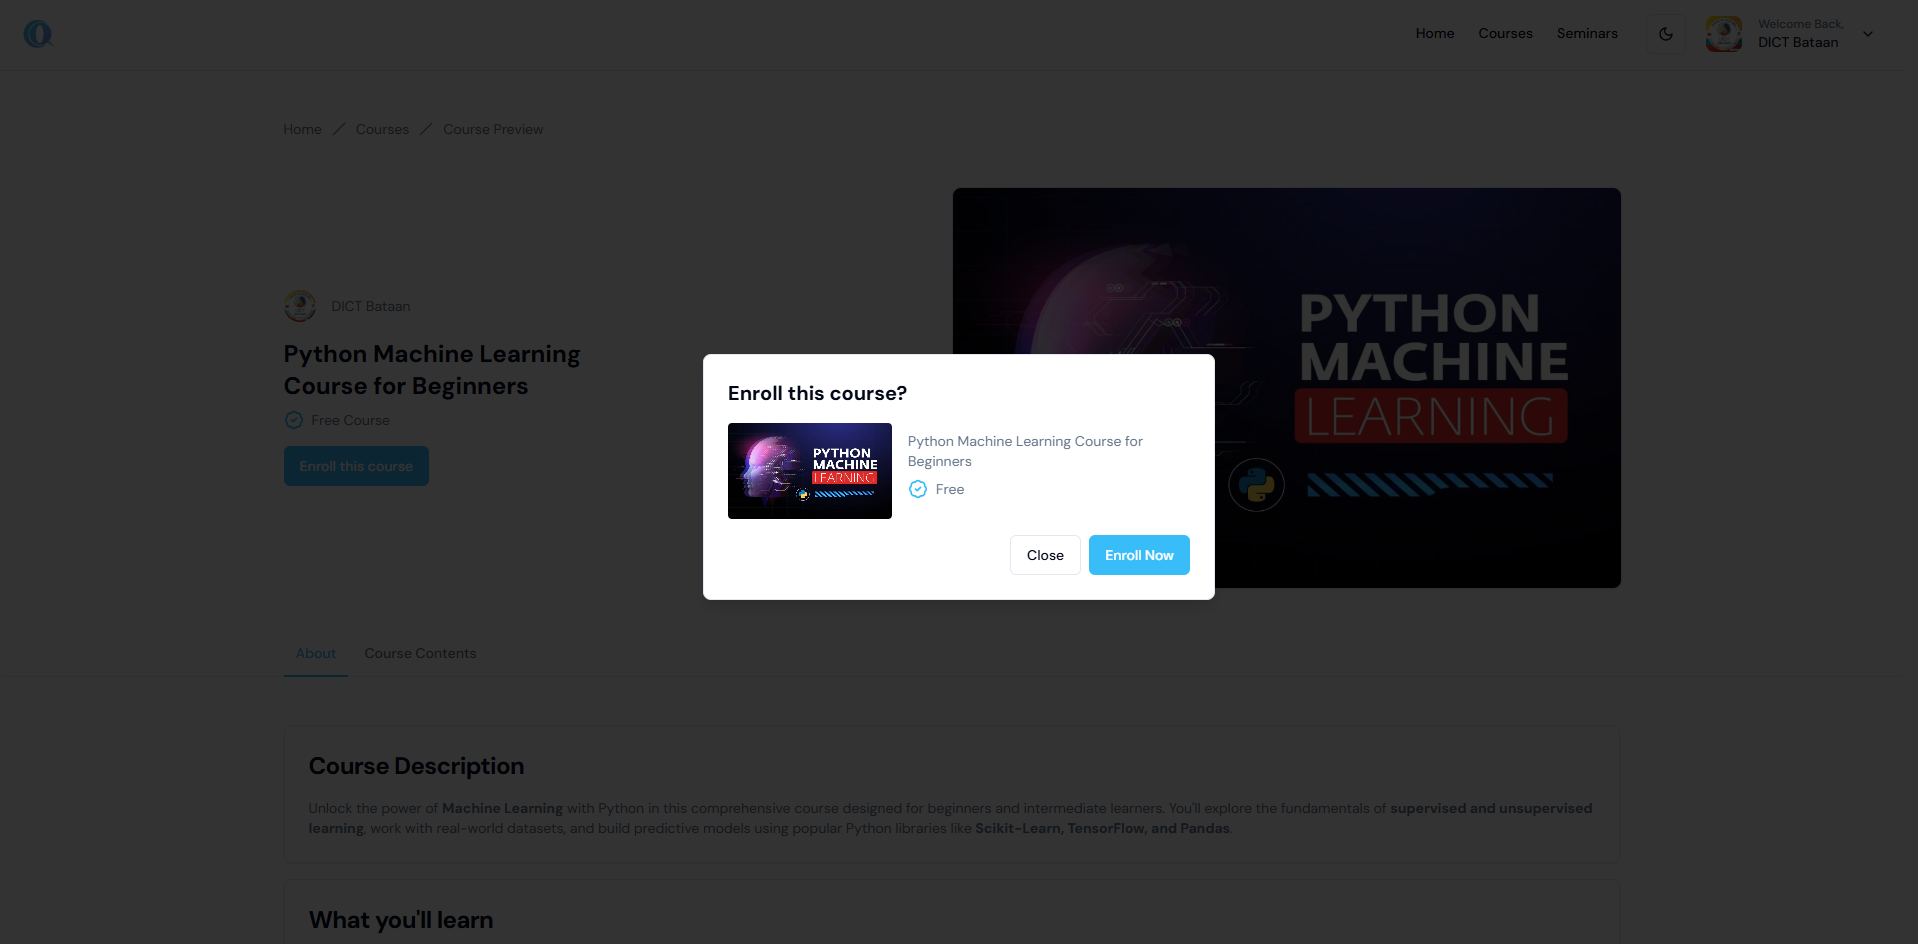 Home
Courses
Seminars
Welcome Back,
DICT Bataan
Home
Courses
Course Preview
DICT Bataan
Python Machine Learning
Course for Beginners
Free Course
Enroll this course
PYTHON
MACHINE
LEARNING
Enroll this course?
PYTHON
MACHINE
LEARNING
Python Machine Learning Course for
Beginners
Free
Close
Enroll Now
About
Course Contents
Course Description
Unlock the power of Machine Learning with Python in this comprehensive course designed for beginners and intermediate learners. You'll explore the fundamentals of supervised and unsupervised
learning, work with real-world datasets, and build predictive models using popular Python libraries like Scikit-Learn, TensorFlow, and Pandas.
What you'll learn